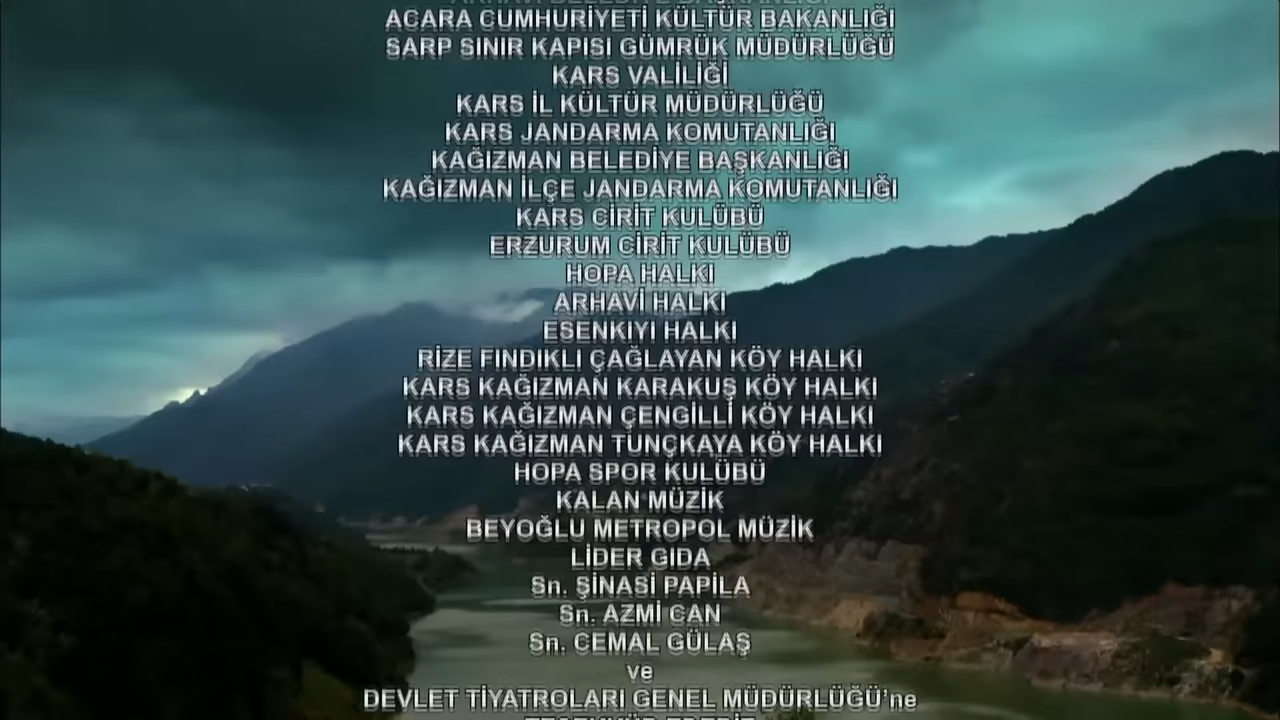 ARHAVİ BELEDİYE BAŞKANLIĞI
ACARA CUMHURİYETİ KÜLTÜR BAKANLIĞI
SARP SINIR KAPISI GÜMRÜK MÜDÜRLÜĞÜ
KARS VALİLİĞİ
KARS İL KÜLTÜR MÜDÜRLÜĞÜ
KARS JANDARMA KOMUTANLIĞI
KAĞIZMAN BELEDİYE BAŞKANLIĞI
KAĞIZMAN İLÇE JANDARMA KOMUTANLIĞI
KARS CİRİT KULÜBÜ
ERZURUM CİRİT KULÜBÜ
HOPA HALKI
ARHAVİ HALKI
ESENKIYI HALKI
RİZE FINDIKLI ÇAĞLAYAN KÖY HALKI
KARS KAĞIZMAN KARAKUŞ KÖY HALKI
KARS KAĞIZMAN ÇENGİLLİ KÖY HALKI
KARS KAĞIZMAN TUNÇKAYA KÖY HALKI
HOPA SPOR KULÜBÜ
KALAN MÜZİK
BEYOĞLU METROPOL MÜZİK
LİDER GIDA
Sn. ŞİNASİ PAPİLA
Sn. AZMİ CAN
Sn. CEMAL GÜLAŞ
ve
DEVLET TİYATROLARI GENEL MÜDÜRLÜĞÜ'ne